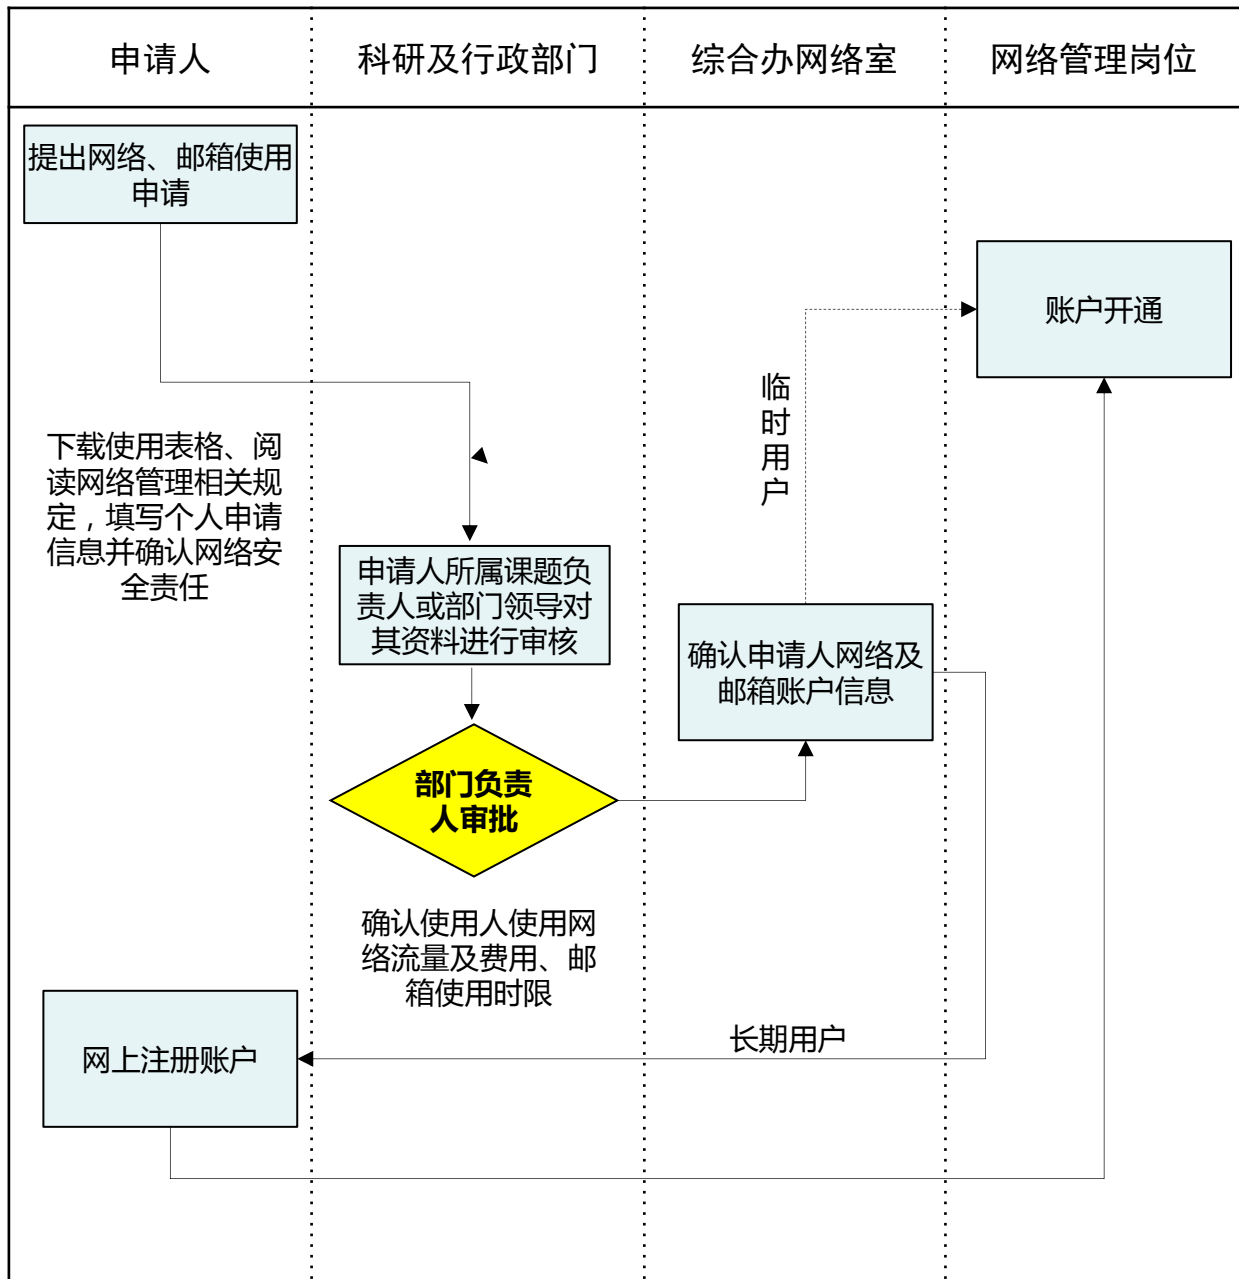 申请人
科研及行政部门
综合办网络室
网络管理岗位
提出网络、邮箱使用
申请
账户开通
临
时
用
户
下载使用表格、阅
读网络管理相关规
定，填写个人申请
信息并确认网络安
全责任
申请人所属课题负
责人或部门领导对
其资料进行审核
确认申请人网络及
邮箱账户信息
部门负责
人审批
确认使用人使用网
络流量及费用、邮
箱使用时限
长期用户
网上注册账户